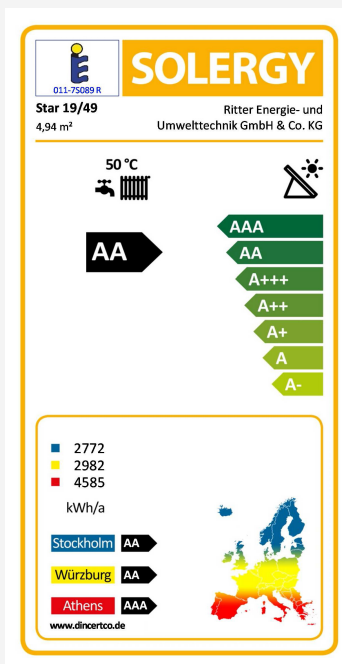 SOLERGY
011-7S089 R
Star 19/49
Ritter Energie- und
4,94 m²
Umwelttechnik GmbH & Co. KG
50 °C
AA
AAA
AA
A+++
A++
A+
A
A-
2772
2982
4585
kWh/a
Stockholm AA
Würzburg AA
Athens AAA
www.dincertco.de